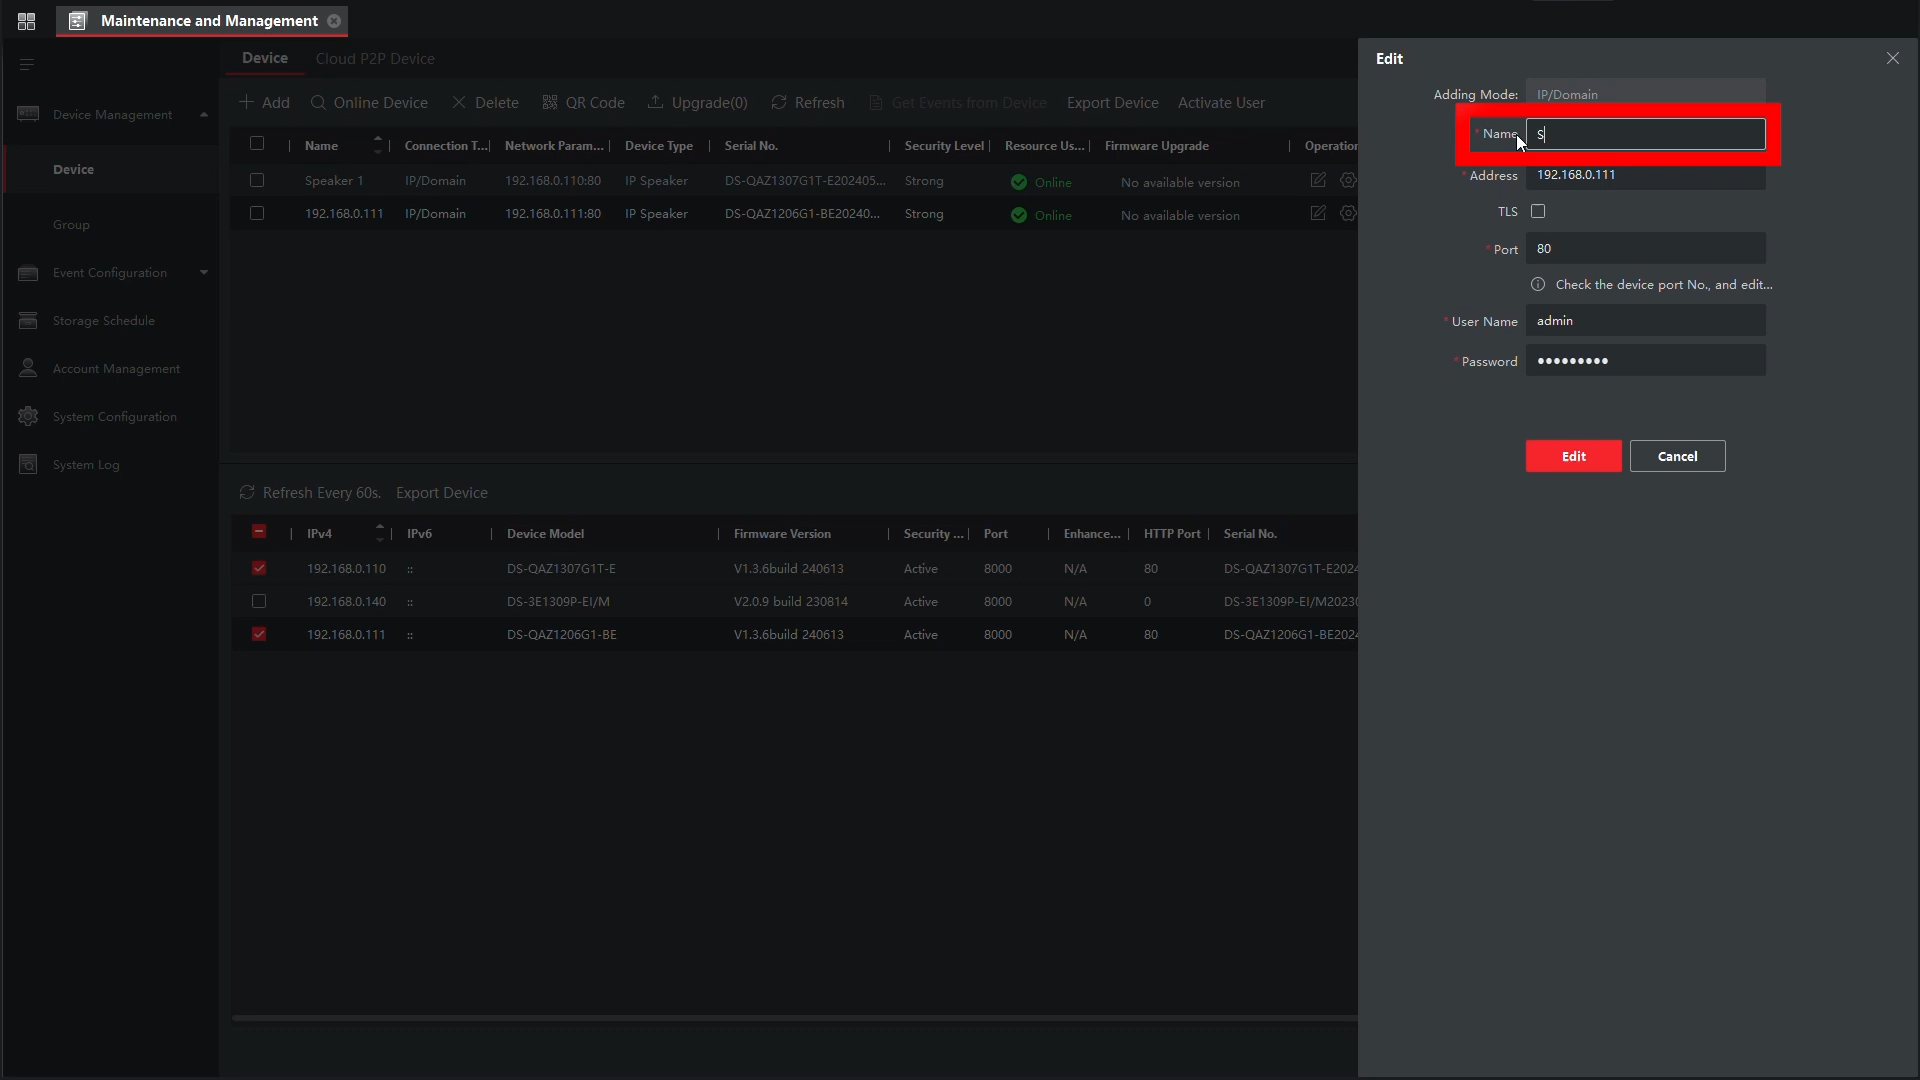 Maintenance and Management
Device Management
Device
Group
Event Configuration
Storage Schedule
Account Management
System Configuration
System Log
Device Cloud P2P Device
Add Online Device Delete QR Code Upgrade(0) Refresh Get Events from Device Export Device Activate User
Name Connection T... Network Param... Device Type Serial No. Security Level Resource Us... Firmware Upgrade Operation
Speaker 1 IP/Domain 192.168.0.110:80 IP Speaker DS-QAZ1307G1T-E202405... Strong Online No available version
192.168.0.111 IP/Domain 192.168.0.111:80 IP Speaker DS-QAZ1206G1-BE20240... Strong Online No available version
Refresh Every 60s. Export Device
IPv4 IPv6 Device Model Firmware Version Security ... Port Enhance... HTTP Port Serial No.
192.168.0.110 :: DS-QAZ1307G1T-E V1.3.6build 240613 Active 8000 N/A 80 DS-QAZ1307G1T-E2024
192.168.0.140 :: DS-3E1309P-EI/M V2.0.9 build 230814 Active 8000 N/A 0 DS-3E1309P-EI/M2023
192.168.0.111 :: DS-QAZ1206G1-BE V1.3.6build 240613 Active 8000 N/A 80 DS-QAZ1206G1-BE202
Edit
Adding Mode: IP/Domain
* Name S
* Address 192.168.0.111
TLS
* Port 80
Check the device port No., and edit...
* User Name admin
* Password •••••••••
Edit Cancel